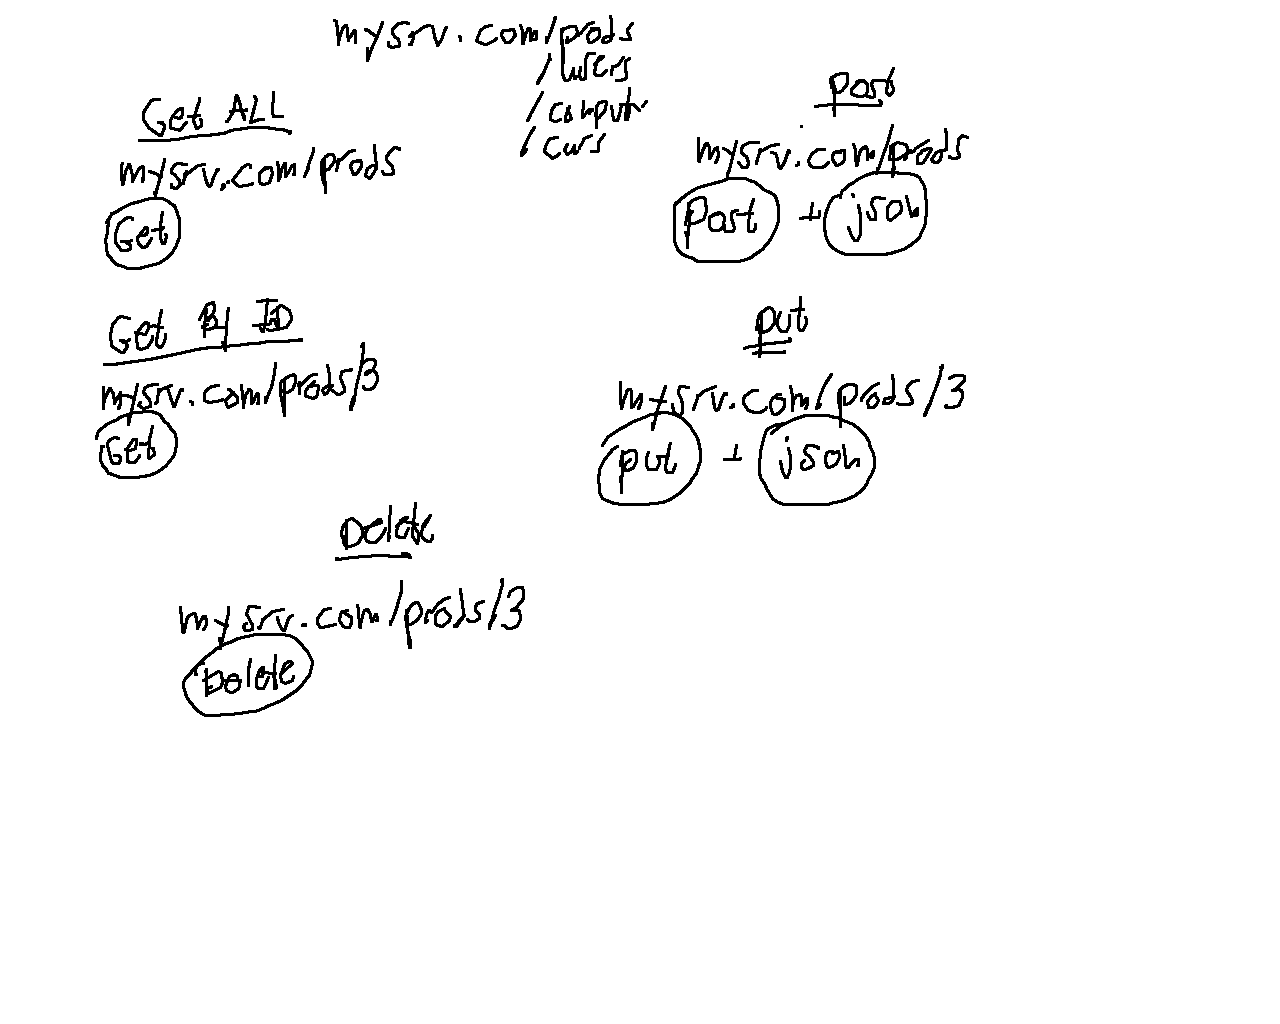 mysrv.com/prods
/users
/computr
/curs
Get ALL
mysrv.com/prods
Get
Post
mysrv.com/prods
Post + json
Get By ID
mysrv.com/prods/3
Get
put
mysrv.com/prods/3
put + json
Delete
mysrv.com/prods/3
Delete